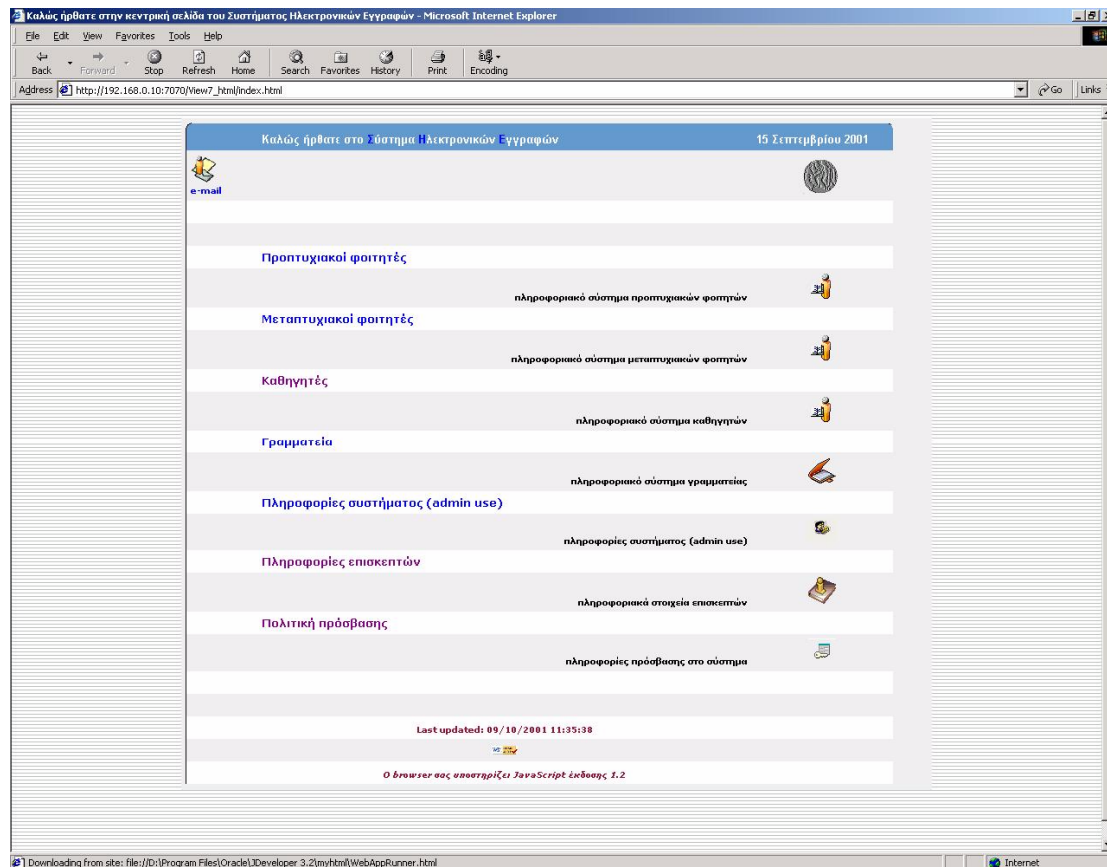 Καλώς ήρθατε στην κεντρική σελίδα του Συστήματος Ηλεκτρονικών Εγγραφών - Microsoft Internet Explorer
File Edit View Favorites Tools Help
Back Forward Stop Refresh Home Search Favorites History Print Encoding
Address http://192.168.0.10:7070/View7_html/index.html Go Links
Καλώς ήρθατε στο Σύστημα Ηλεκτρονικών Εγγραφών 15 Σεπτεμβρίου 2001
e-mail
Προπτυχιακοί φοιτητές
πληροφοριακό σύστημα προπτυχιακών φοιτητών
Μεταπτυχιακοί φοιτητές
πληροφοριακό σύστημα μεταπτυχιακών φοιτητών
Καθηγητές
πληροφοριακό σύστημα καθηγητών
Γραμματεία
πληροφοριακό σύστημα γραμματείας
Πληροφορίες συστήματος (admin use)
πληροφορίες συστήματος (admin use)
Πληροφορίες επισκεπτών
πληροφοριακά στοιχεία επισκεπτών
Πολιτική πρόσβασης
πληροφορίες πρόσβασης στο σύστημα
Last updated: 09/10/2001 11:35:38
Ο browser σας υποστηρίζει JavaScript έκδοσης 1.2
Downloading from site: file://D:\Program Files\Oracle\JDeveloper 3.2\myhtml\WebAppRunner.html Internet